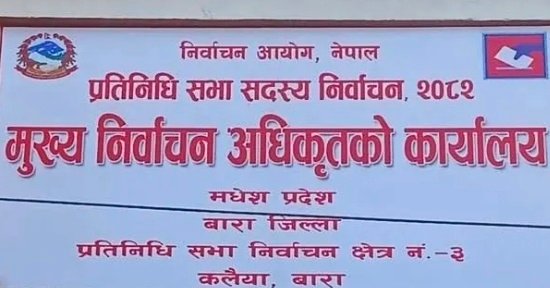 निर्वाचन आयोग, नेपाल
प्रतिनिधि सभा सदस्य निर्वाचन, २०८२
मुख्य निर्वाचन अधिकृतको कार्यालय
मधेश प्रदेश
बारा जिल्ला
प्रतिनिधि सभा निर्वाचन क्षेत्र नं.-३
कलैया, बारा